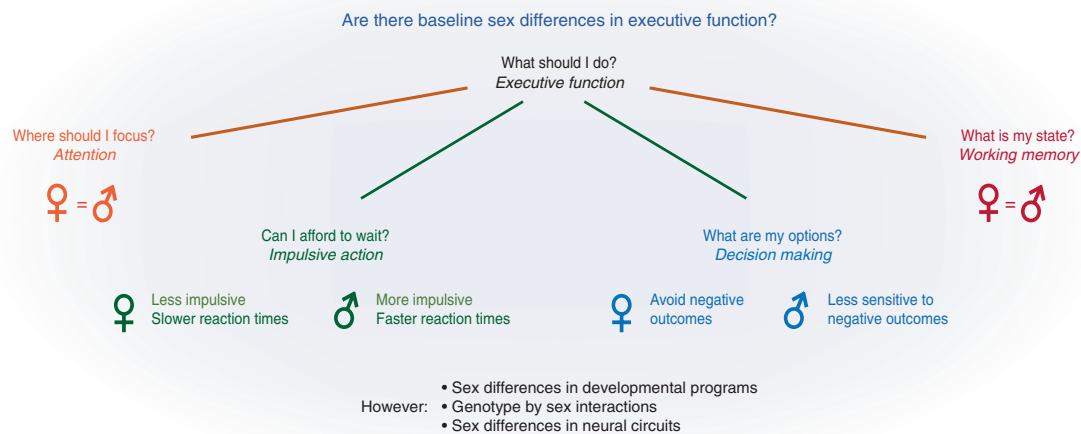 Are there baseline sex differences in executive function?
What should I do?
Executive function
Where should I focus?
Attention
♀ = ♂
What is my state?
Working memory
♀ = ♂
Can I afford to wait?
Impulsive action
♀ Less impulsive
Slower reaction times
♂ More impulsive
Faster reaction times
What are my options?
Decision making
♀ Avoid negative
outcomes
♂ Less sensitive to
negative outcomes
However:
• Sex differences in developmental programs
• Genotype by sex interactions
• Sex differences in neural circuits